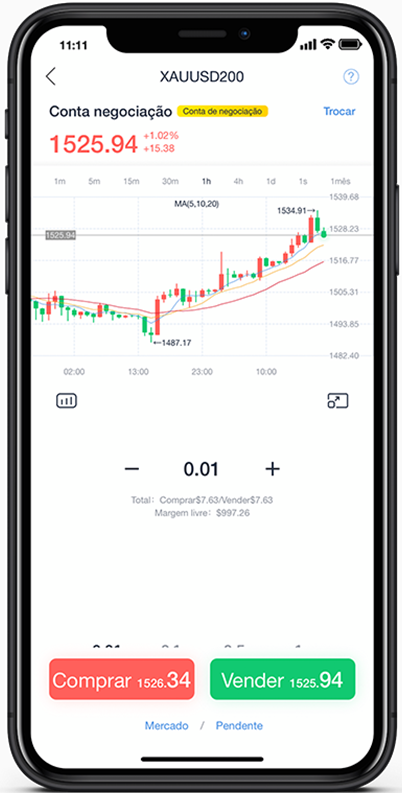 11:11
XAUUSD200
?
Conta negociação Conta de negociação Trocar
1525.94 +1.02%
+15.38
1m 5m 15m 30m 1h 4h 1d 1s 1mês
MA(5,10,20)
1539.68
1534.91→
1528.23
1525.94
1516.77
1505.31
1493.85
←1487.17
1482.40
02:00 13:00 23:00 10:00
− 0.01 +
Total: Comprar$7.63/Vender$7.63
Margem livre: $997.26
Comprar 1526.34 Vender 1525.94
Mercado / Pendente